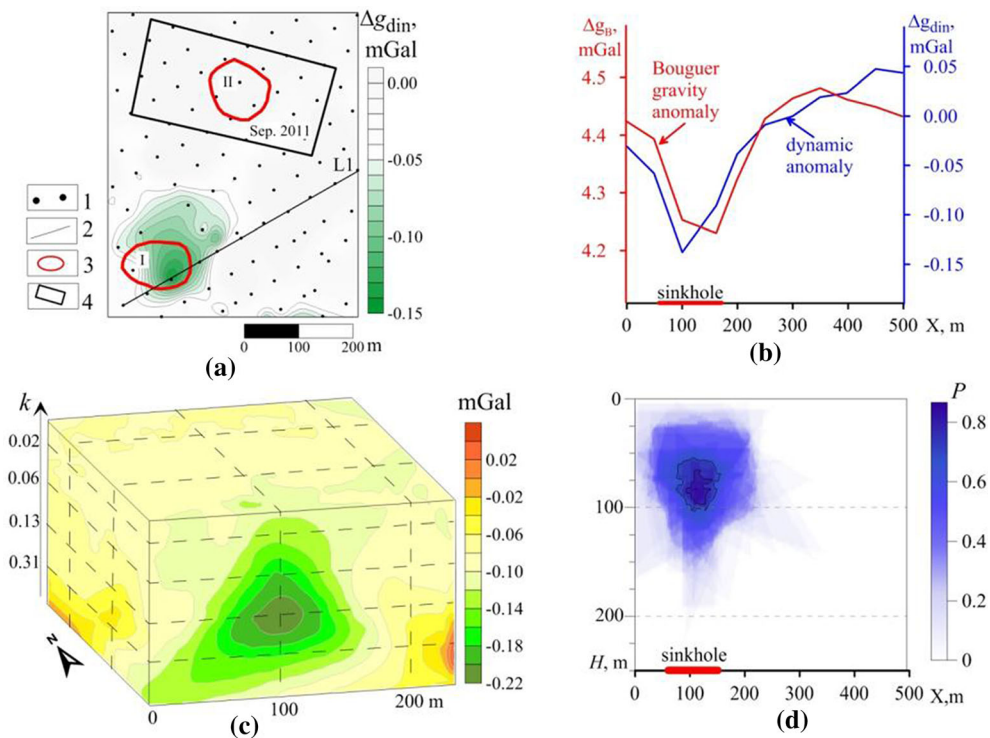 Δg_din,
mGal
0.00
-0.05
-0.10
-0.15
II
Sep. 2011
L1
I
1
2
3
4
0 100 200 m
(a)
Δg_B,
mGal
4.5
4.4
4.3
4.2
Bouguer
gravity
anomaly
Δg_din,
mGal
0.05
0.00
-0.05
-0.10
-0.15
dynamic
anomaly
sinkhole
0 100 200 300 400 500 X, m
(b)
k
0.02
0.06
0.13
0.31
N
0 100 200 m
mGal
0.02
-0.02
-0.06
-0.10
-0.14
-0.18
-0.22
(c)
0
100
200
H, m
sinkhole
0 100 200 300 400 500 X,m
P
0.8
0.6
0.4
0.2
0
(d)